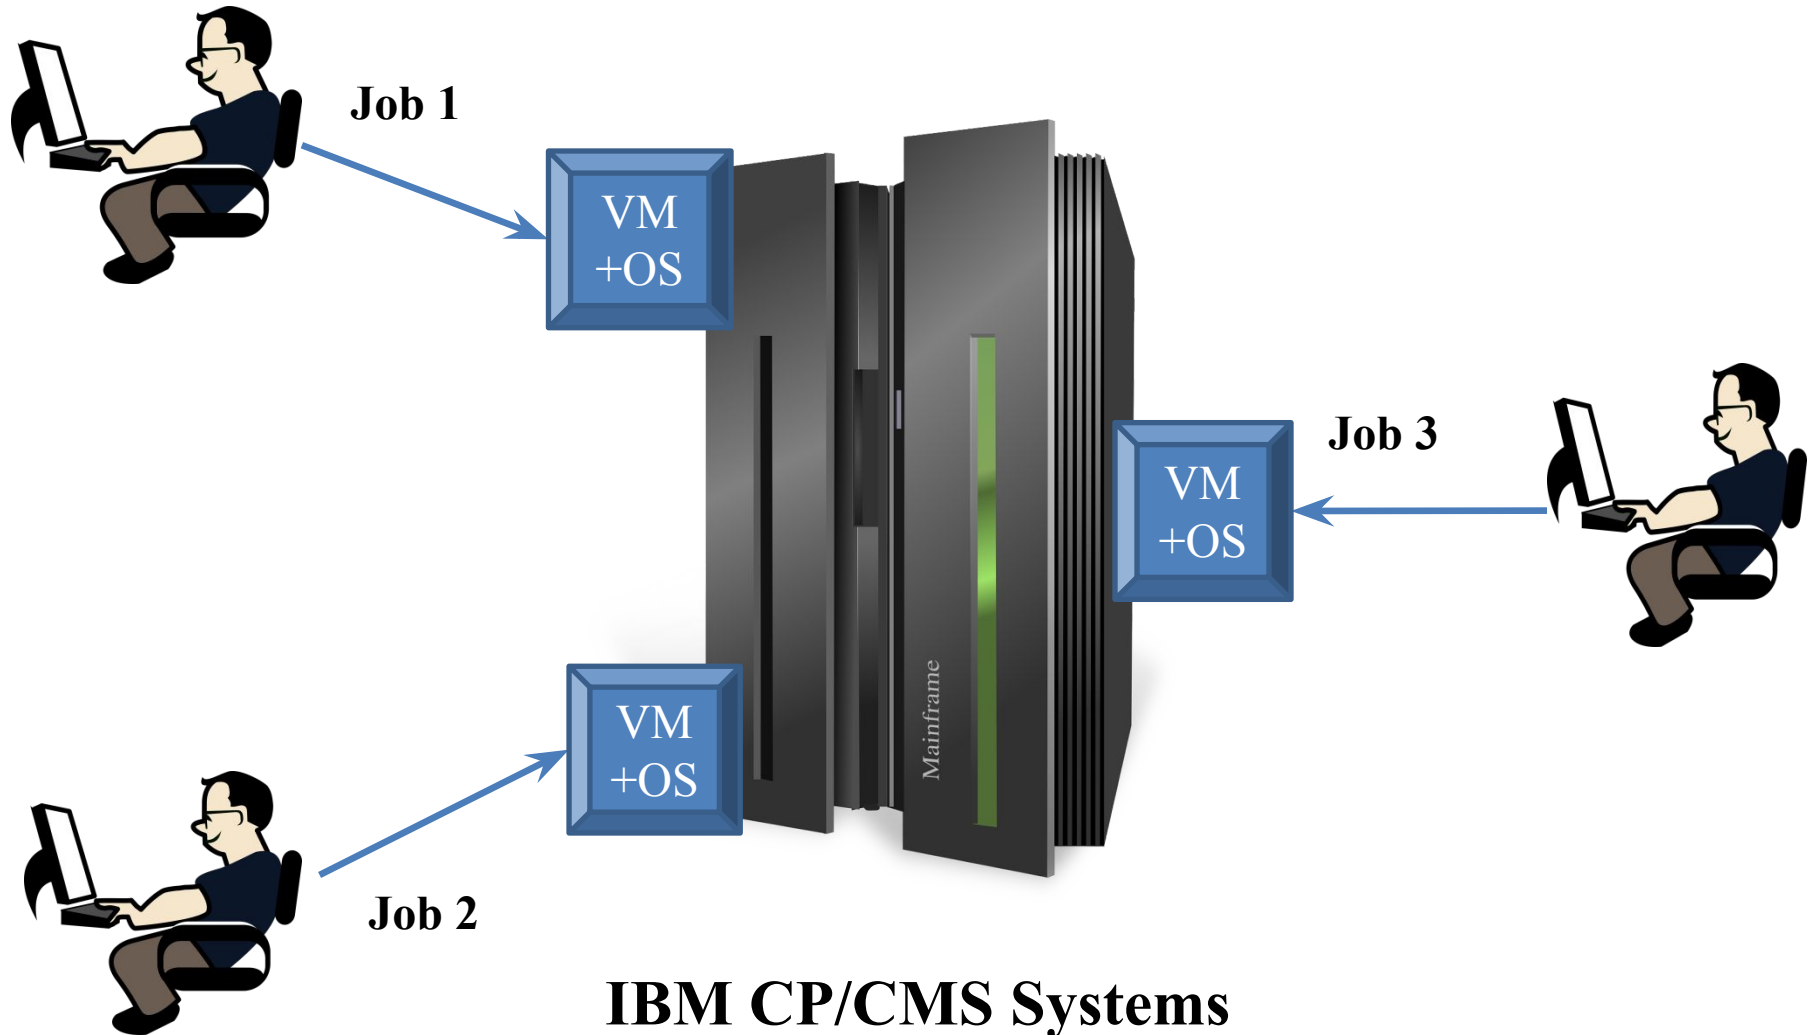 Job 1
VM
+OS
Job 3
VM
+OS
VM
+OS
Mainframe
Job 2
IBM CP/CMS Systems